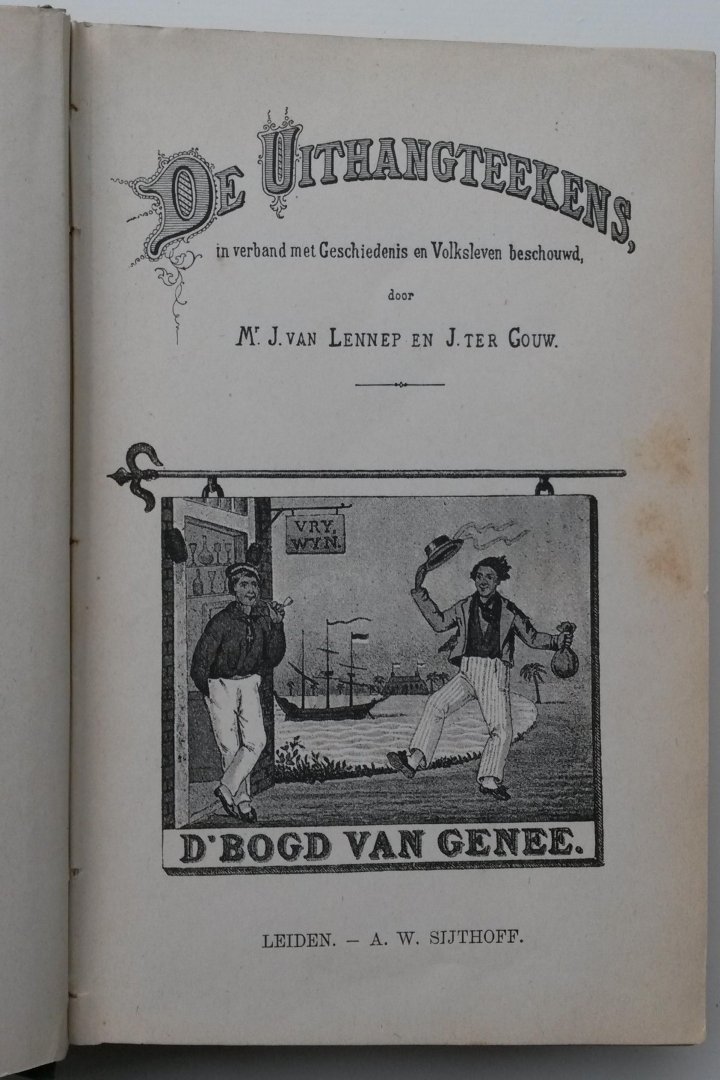 DE UITHANGTEEKENS,
in verband met Geschiedenis en Volksleven beschouwd,
door
Mr. J. VAN LENNEP EN J. TER GOUW.
VRY,
WYN.
D'BOGD VAN GENEE.
LEIDEN. – A. W. SIJTHOFF.